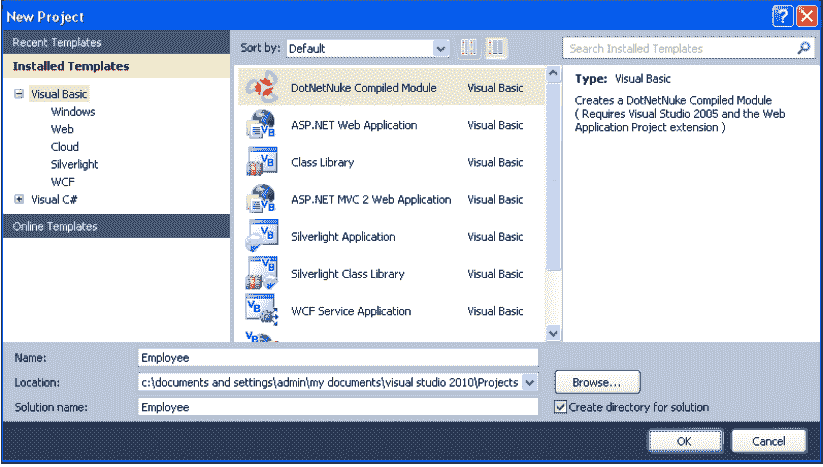 New Project
Recent Templates
Installed Templates
Visual Basic
Windows
Web
Cloud
Silverlight
WCF
Visual C#
Online Templates
Sort by: Default
DotNetNuke Compiled Module Visual Basic
ASP.NET Web Application Visual Basic
Class Library Visual Basic
ASP.NET MVC 2 Web Application Visual Basic
Silverlight Application Visual Basic
Silverlight Class Library Visual Basic
WCF Service Application Visual Basic
Search Installed Templates
Type: Visual Basic
Creates a DotNetNuke Compiled Module
( Requires Visual Studio 2005 and the Web
Application Project extension )
Name: Employee
Location: c:\documents and settings\admin\my documents\visual studio 2010\Projects Browse...
Solution name: Employee Create directory for solution
OK Cancel